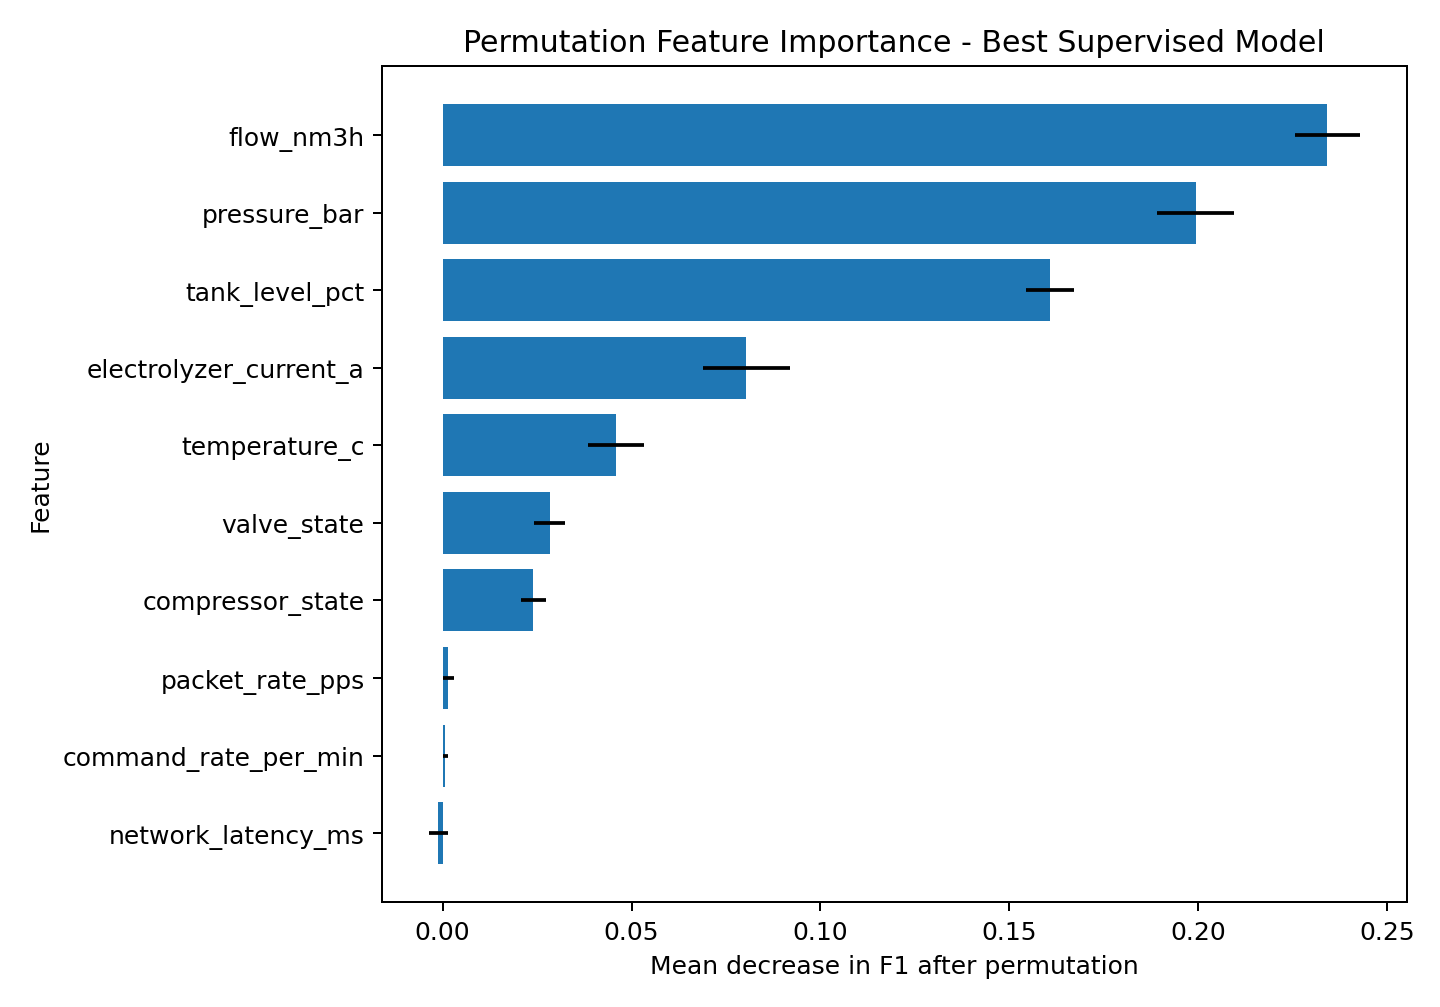 Permutation Feature Importance - Best Supervised Model
flow_nm3h
pressure_bar
tank_level_pct
electrolyzer_current_a
temperature_c
valve_state
compressor_state
packet_rate_pps
command_rate_per_min
network_latency_ms
Feature
0.00 0.05 0.10 0.15 0.20 0.25
Mean decrease in F1 after permutation